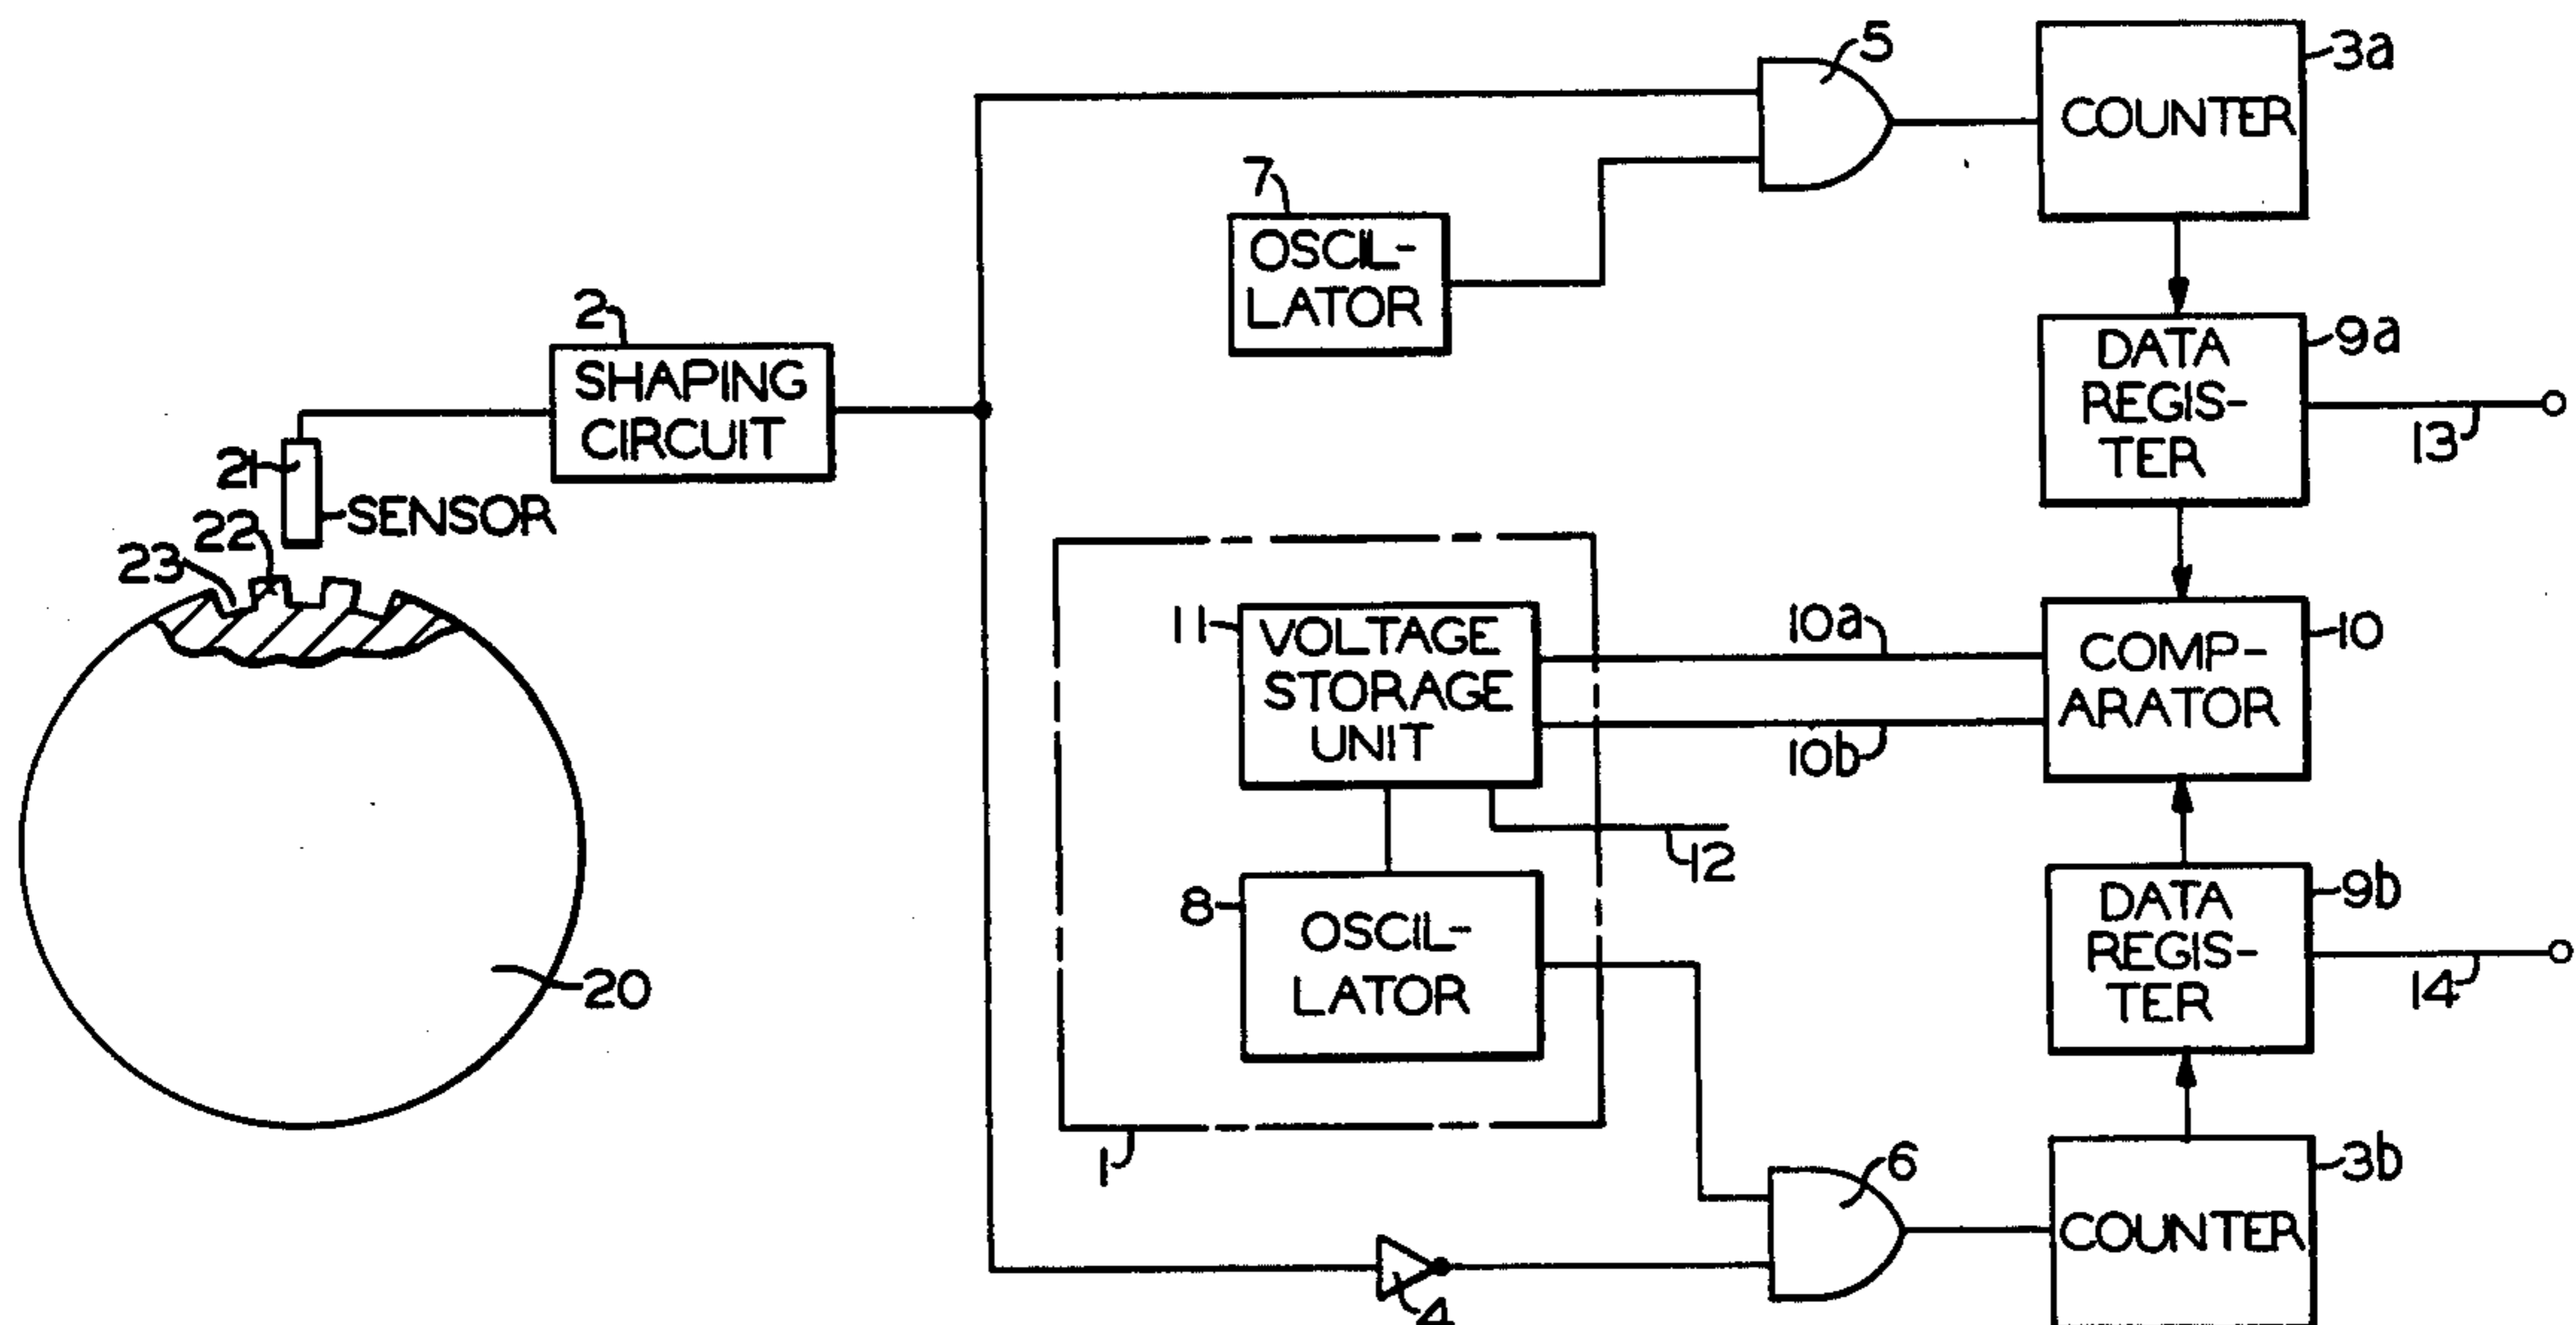 5
3a
COUNTER
7
OSCIL-
LATOR
2
SHAPING
CIRCUIT
9a
DATA
REGIS-
TER
13
21
SENSOR
22
23
11
VOLTAGE
STORAGE
UNIT
10a
10b
10
COMP-
ARATOR
12
8
OSCIL-
LATOR
20
9b
DATA
REGIS-
TER
14
1
6
3b
COUNTER
4